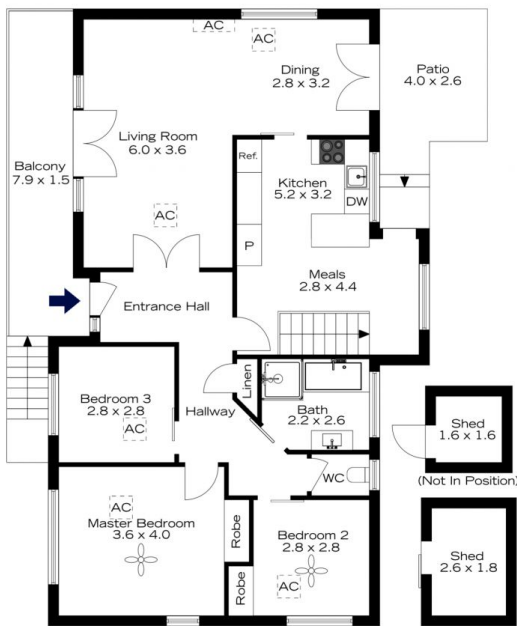 AC
AC
Dining
2.8 x 3.2
Patio
4.0 x 2.6
Living Room
6.0 x 3.6
Balcony
7.9 x 1.5
Ref.
Kitchen
5.2 x 3.2
DW
AC
P
Meals
2.8 x 4.4
Entrance Hall
Linen
Bedroom 3
2.8 x 2.8
AC
Hallway
Bath
2.2 x 2.6
Shed
1.6 x 1.6
(Not In Position)
WC
AC
Master Bedroom
3.6 x 4.0
Robe
Robe
Bedroom 2
2.8 x 2.8
AC
Shed
2.6 x 1.8